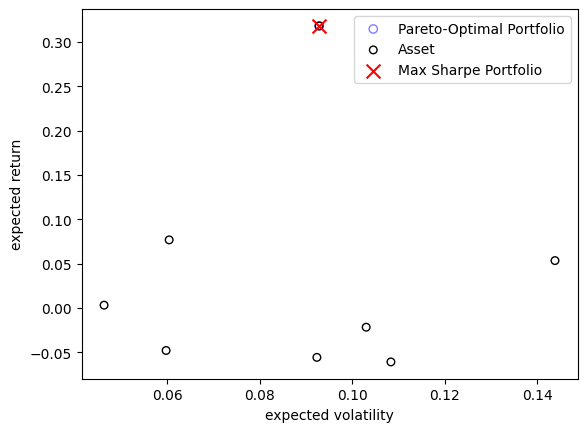 Pareto-Optimal Portfolio
Asset
Max Sharpe Portfolio
expected return
0.30
0.25
0.20
0.15
0.10
0.05
0.00
−0.05
0.06
0.08
0.10
0.12
0.14
expected volatility